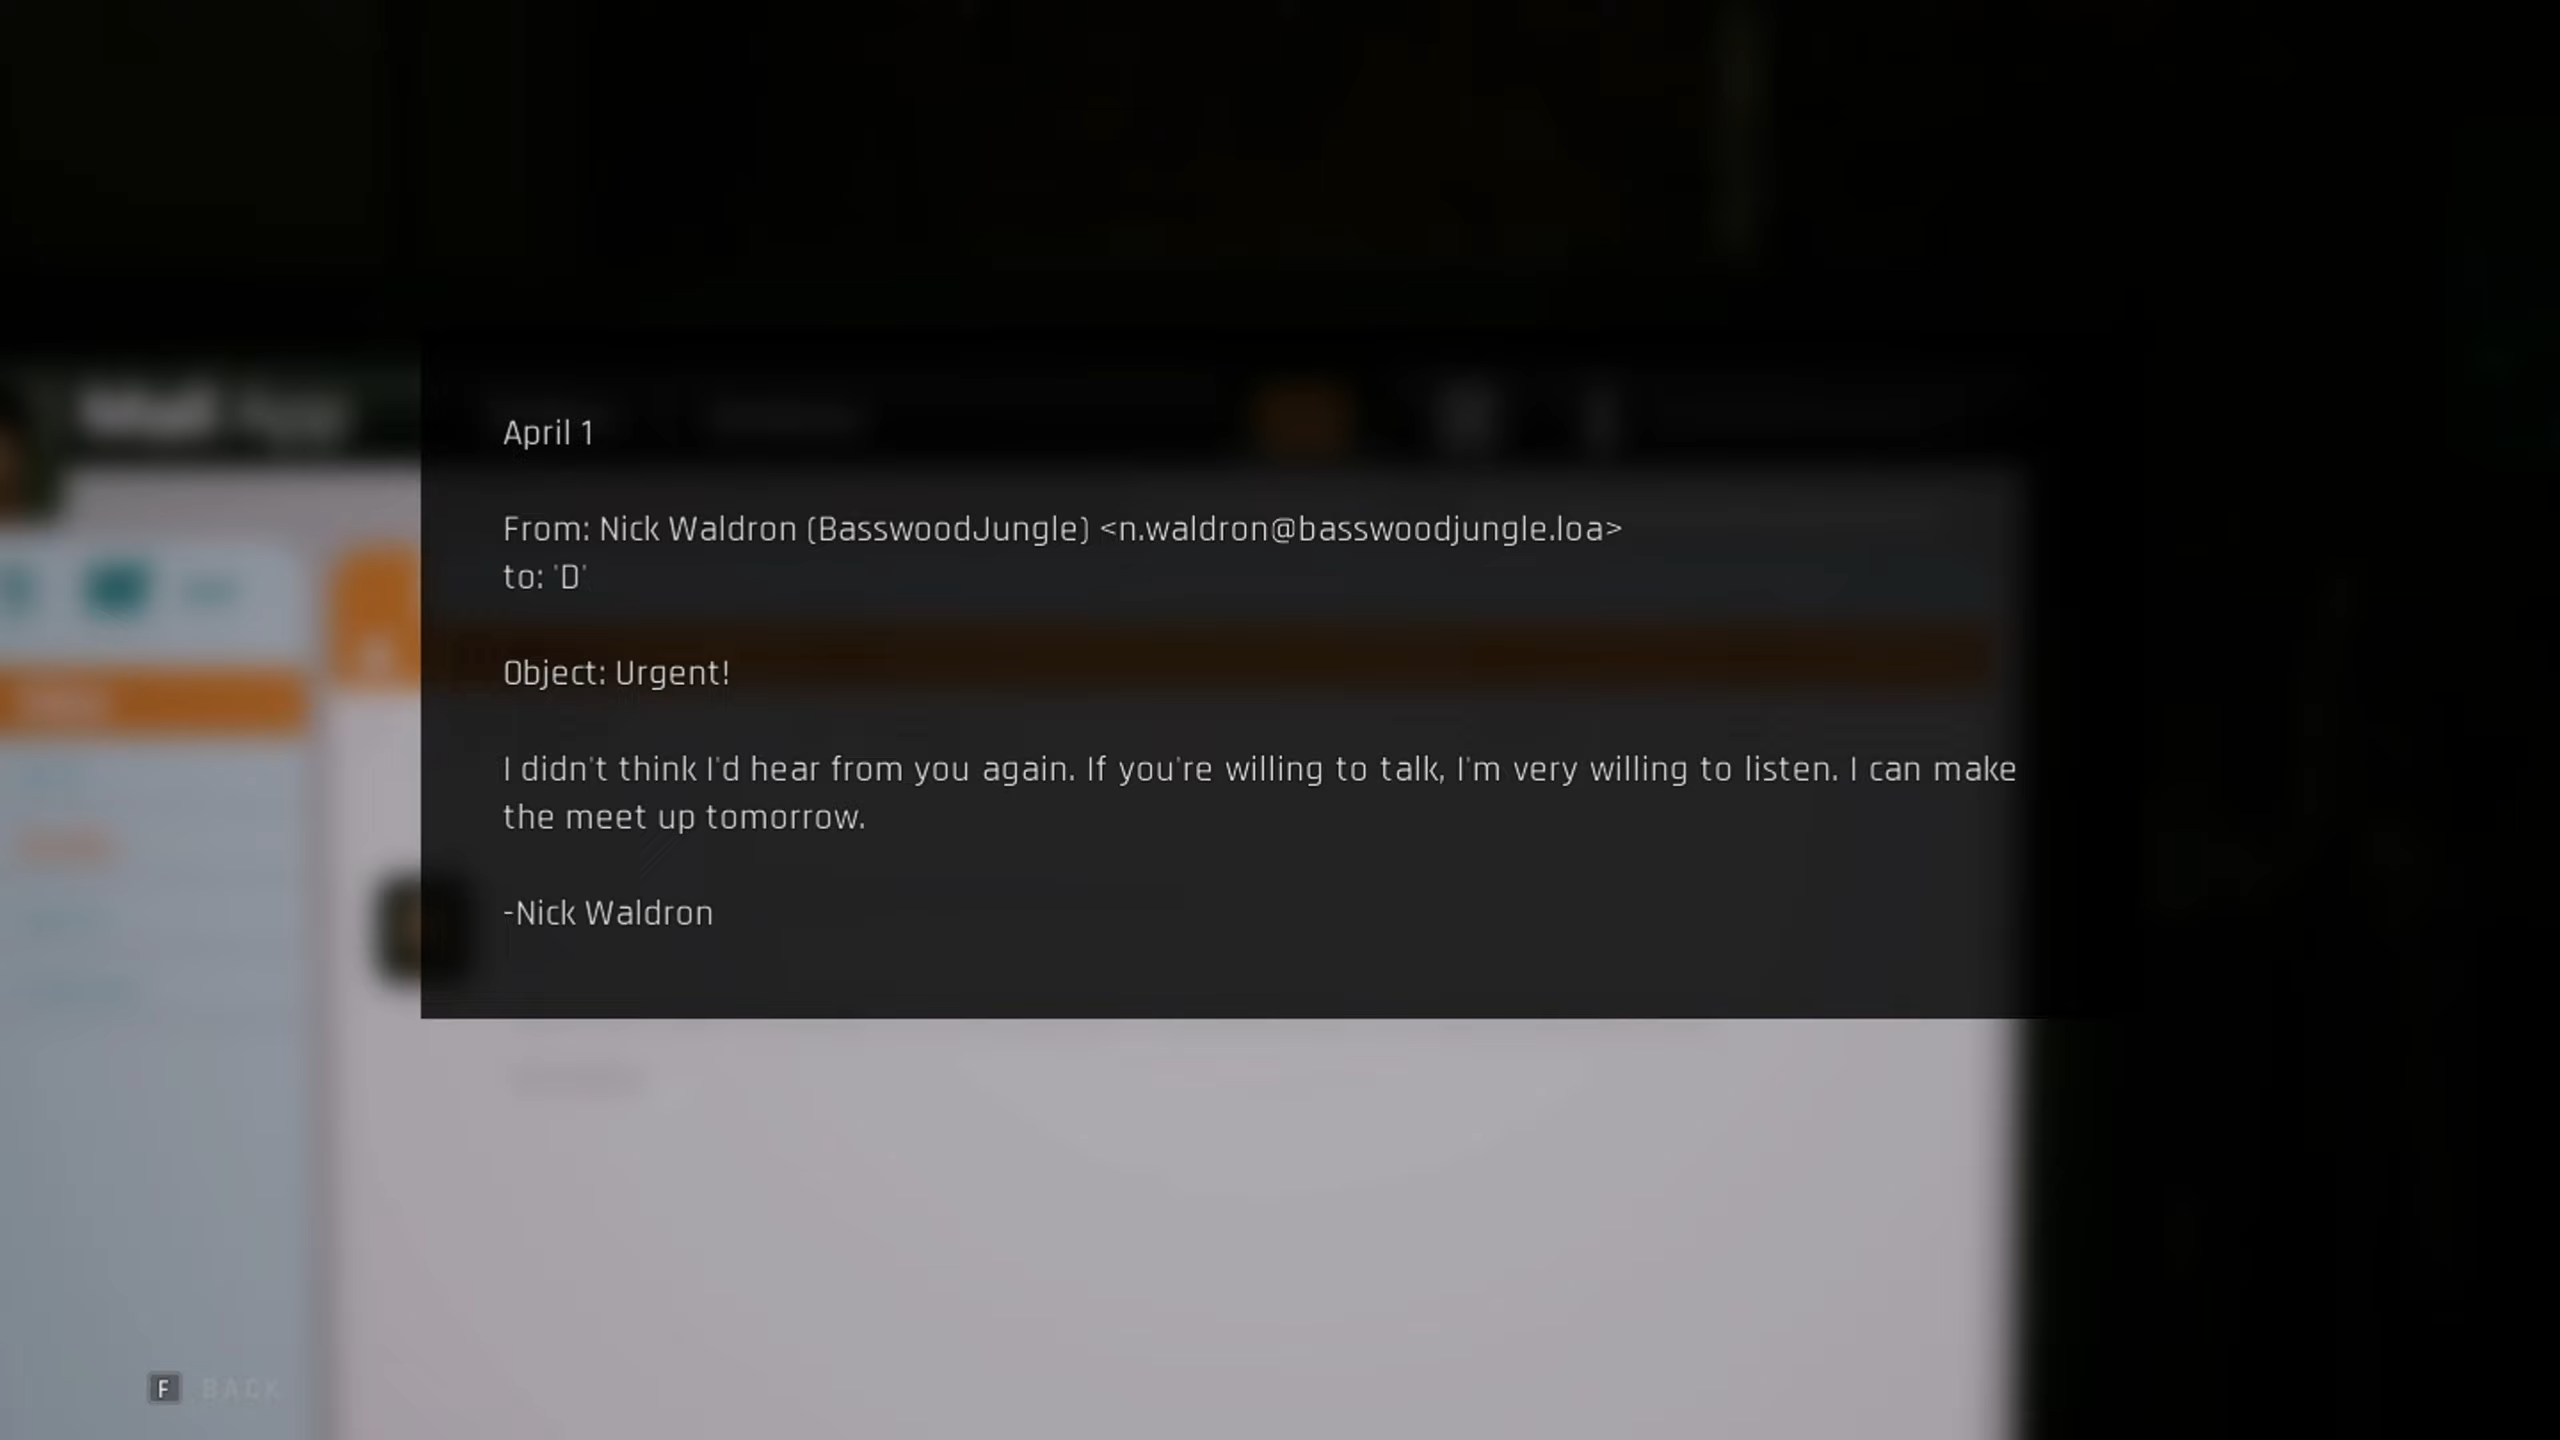 April 1
From: Nick Waldron (BasswoodJungle) <n.waldron@basswoodjungle.loa>
to: 'D'
Object: Urgent!
I didn't think I'd hear from you again. If you're willing to talk, I'm very willing to listen. I can make
the meet up tomorrow.
-Nick Waldron
F BACK